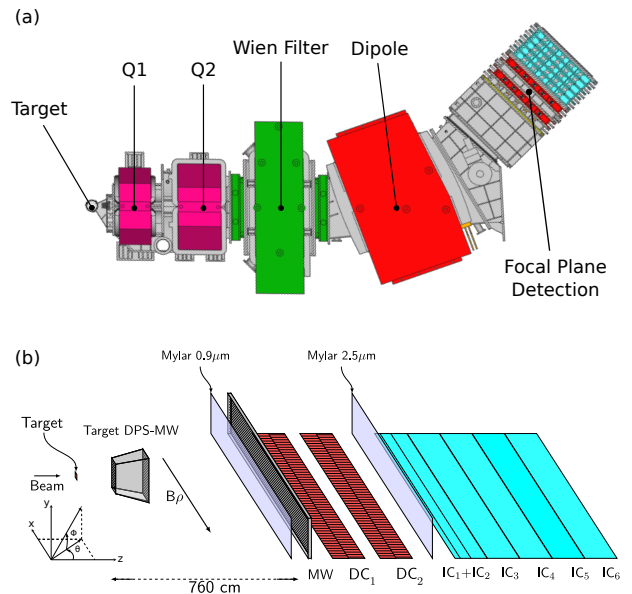 (a)
Wien Filter
Dipole
Q1
Q2
Target
Focal Plane
Detection
(b)
Mylar 0.9μm
Mylar 2.5μm
Target
Target DPS-MW
Beam
Bρ
y
x
Φ
θ
z
760 cm
MW
DC₁
DC₂
IC₁+IC₂
IC₃
IC₄
IC₅
IC₆